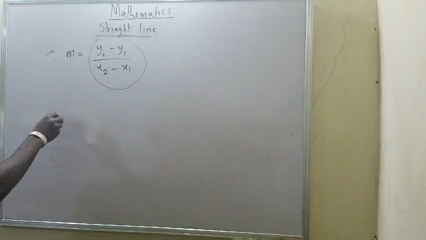 Mathematics
Straight line
∴ m = y₂ - y₁ / x₂ - x₁